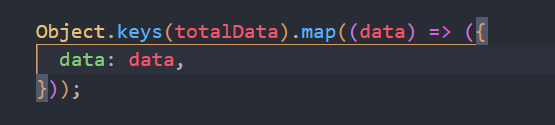 Object.keys(totalData).map((data) => ({
  data: data,
}));